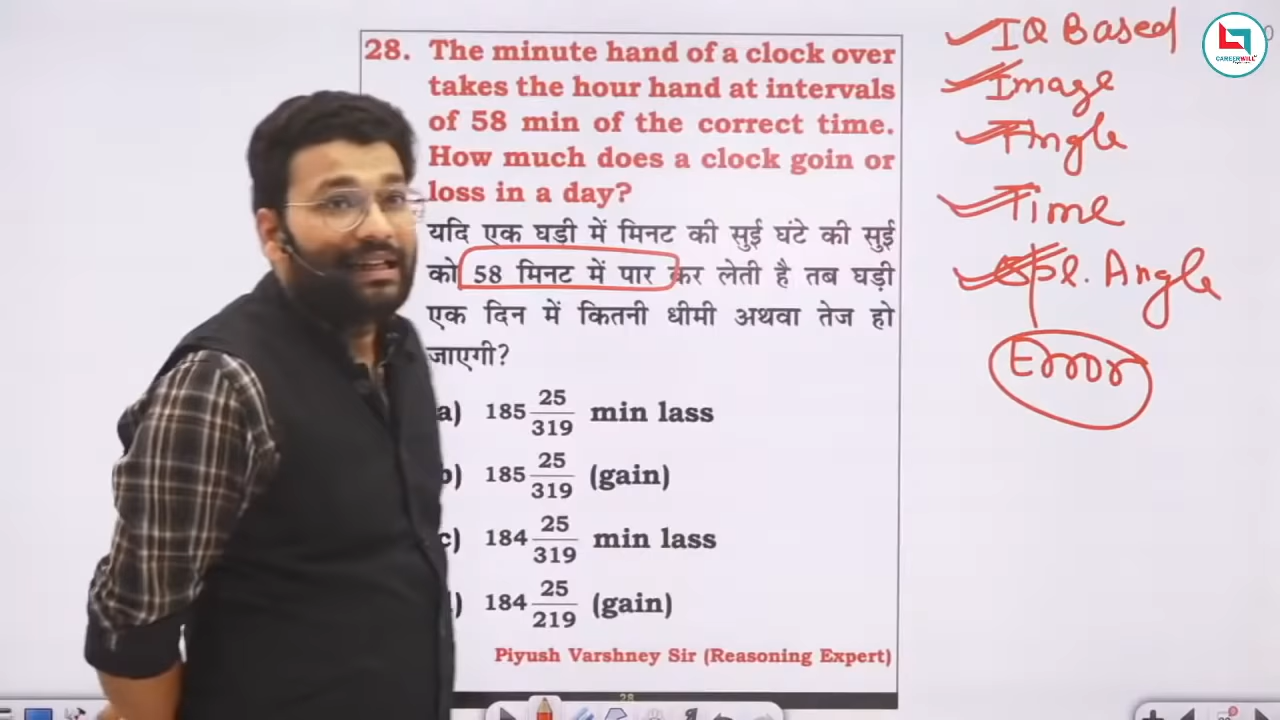 28. The minute hand of a clock over
takes the hour hand at intervals
of 58 min of the correct time.
How much does a clock goin or
loss in a day?
यदि एक घड़ी में मिनट की सुई घंटे की सुई
को 58 मिनट में पार कर लेती है तब घड़ी
एक दिन में कितनी धीमी अथवा तेज हो
जाएगी?
a) 185 25/319 min lass
b) 185 25/319 (gain)
c) 184 25/319 min lass
) 184 25/219 (gain)
Piyush Varshney Sir (Reasoning Expert)
28
IQ Based
Image
Angle
Time
Spl. Angle
Error
CAREERWILL